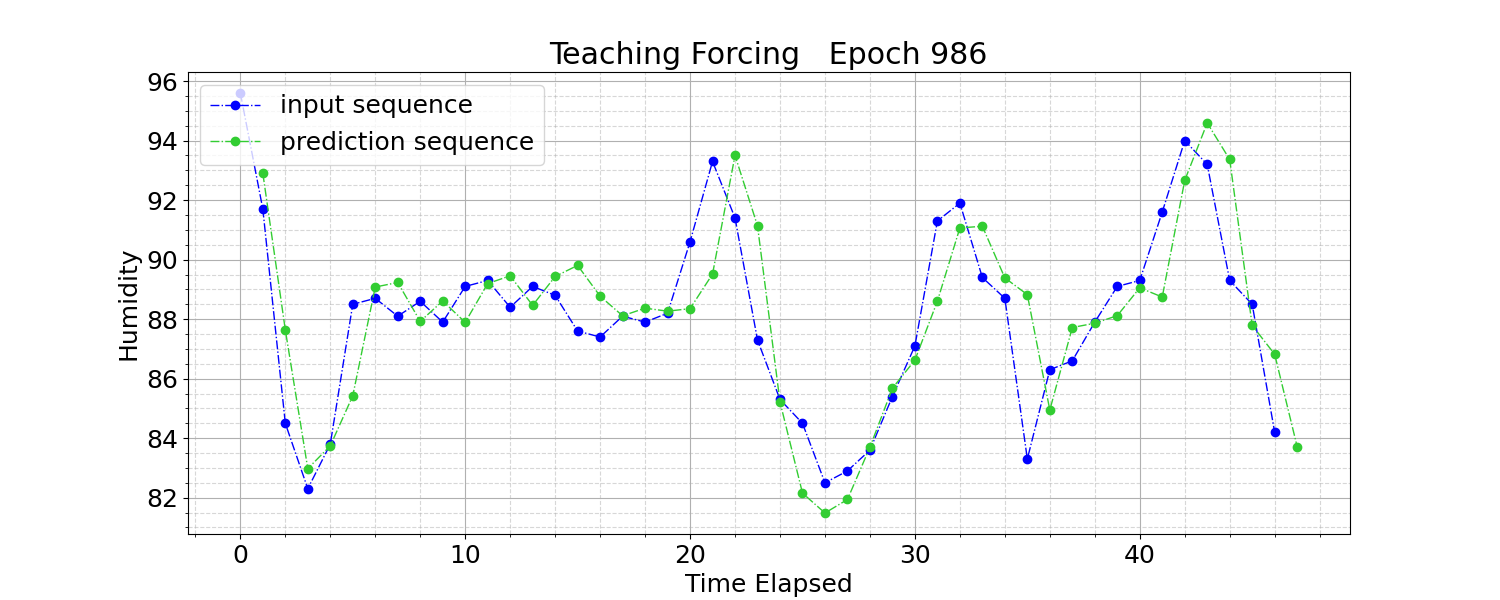 Teaching Forcing   Epoch 986
input sequence
prediction sequence
Humidity
96
94
92
90
88
86
84
82
0 10 20 30 40
Time Elapsed